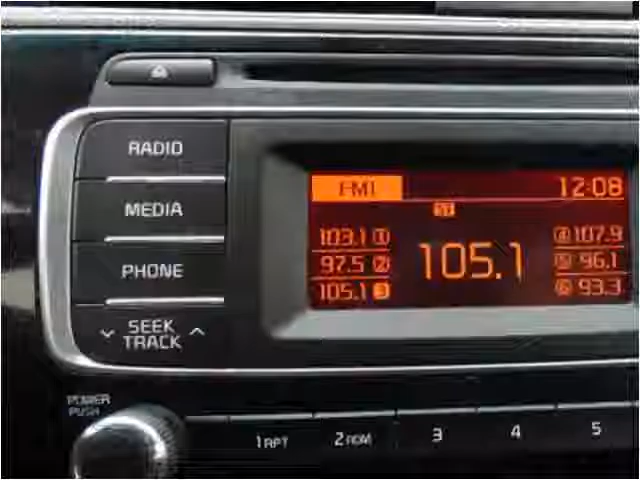 RADIO
MEDIA
PHONE
SEEK
TRACK
FM1 12:08
103.1 1 4 107.9
97.5 2 105.1 5 96.1
105.1 3 6 93.3
POWER
PUSH
1 RPT 2 RDM 3 4 5